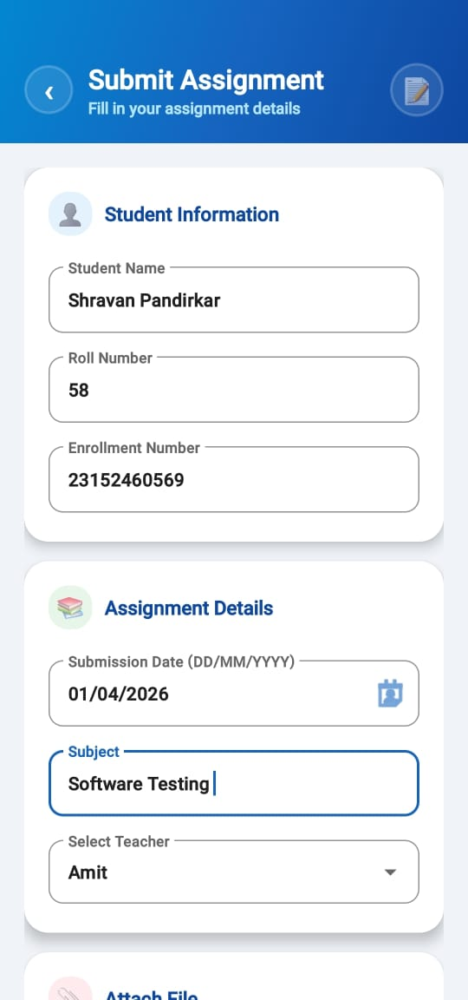 Submit Assignment
Fill in your assignment details
Student Information
Student Name
Shravan Pandirkar
Roll Number
58
Enrollment Number
23152460569
Assignment Details
Submission Date (DD/MM/YYYY)
01/04/2026
Subject
Software Testing
Select Teacher
Amit
Attach File